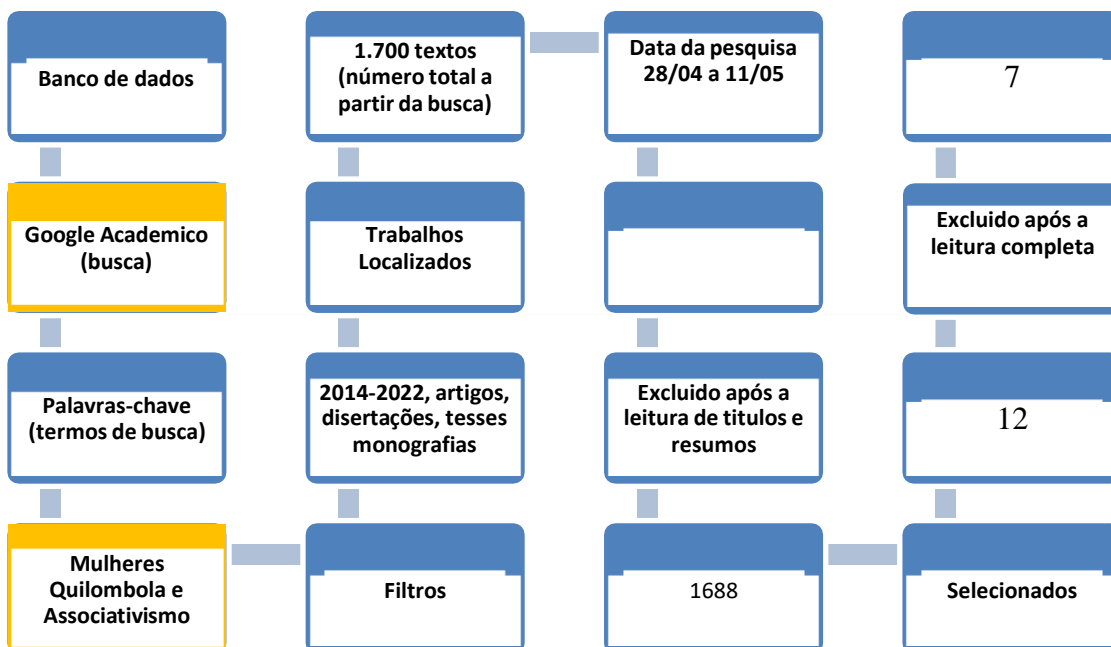 Banco de dados
Google Academico
(busca)
Palavras-chave
(termos de busca)
Mulheres
Quilombola e
Associativismo
Filtros
2014-2022, artigos,
disertações, tesses
monografias
Trabalhos
Localizados
1.700 textos
(número total a
partir da busca)
Data da pesquisa
28/04 a 11/05
Excluido após a
leitura de titulos e
resumos
1688
Selecionados
12
Excluido após a
leitura completa
7